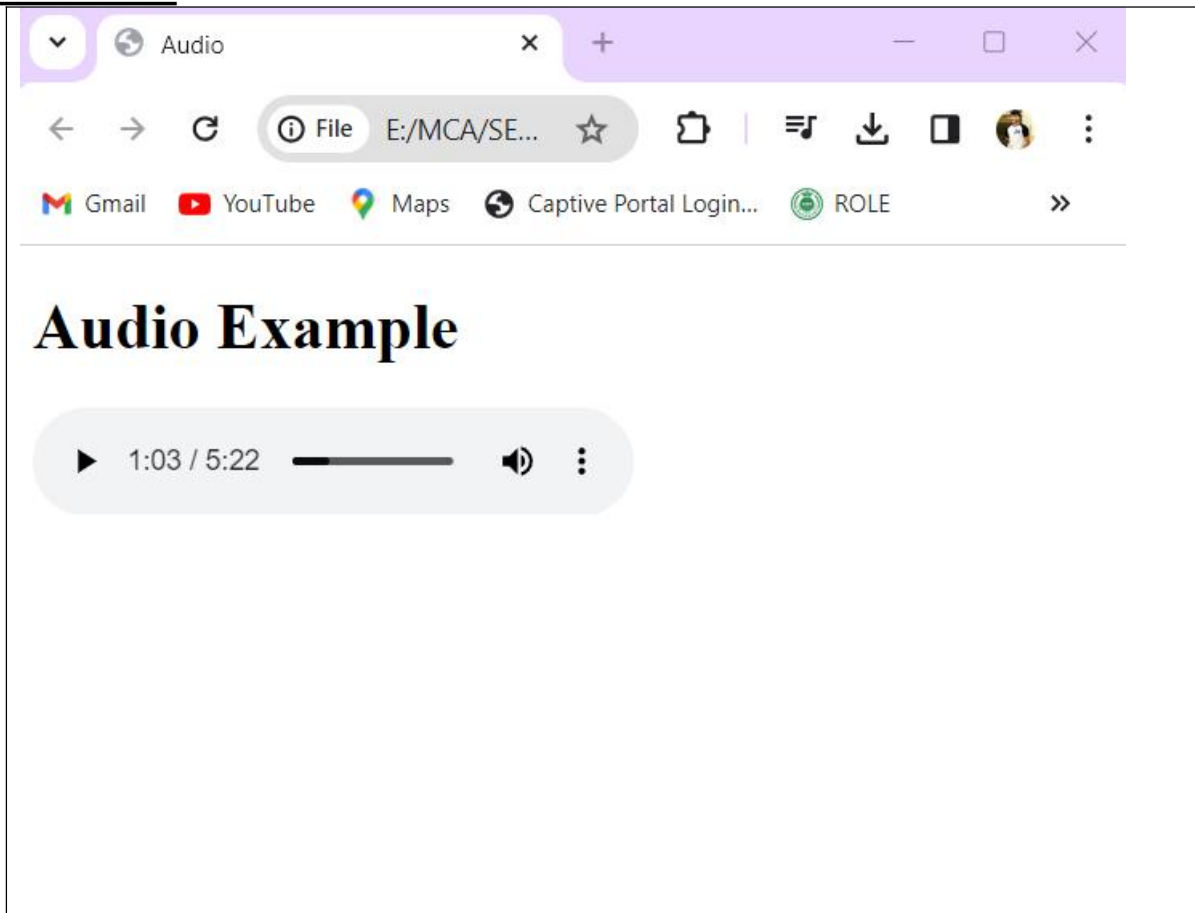 Audio
File E:/MCA/SE...
Gmail YouTube Maps Captive Portal Login... ROLE
Audio Example
1:03 / 5:22